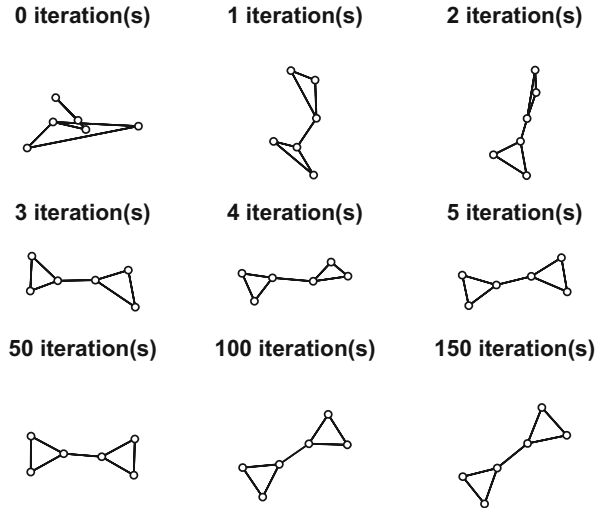 0 iteration(s) 1 iteration(s) 2 iteration(s)
3 iteration(s) 4 iteration(s) 5 iteration(s)
50 iteration(s) 100 iteration(s) 150 iteration(s)